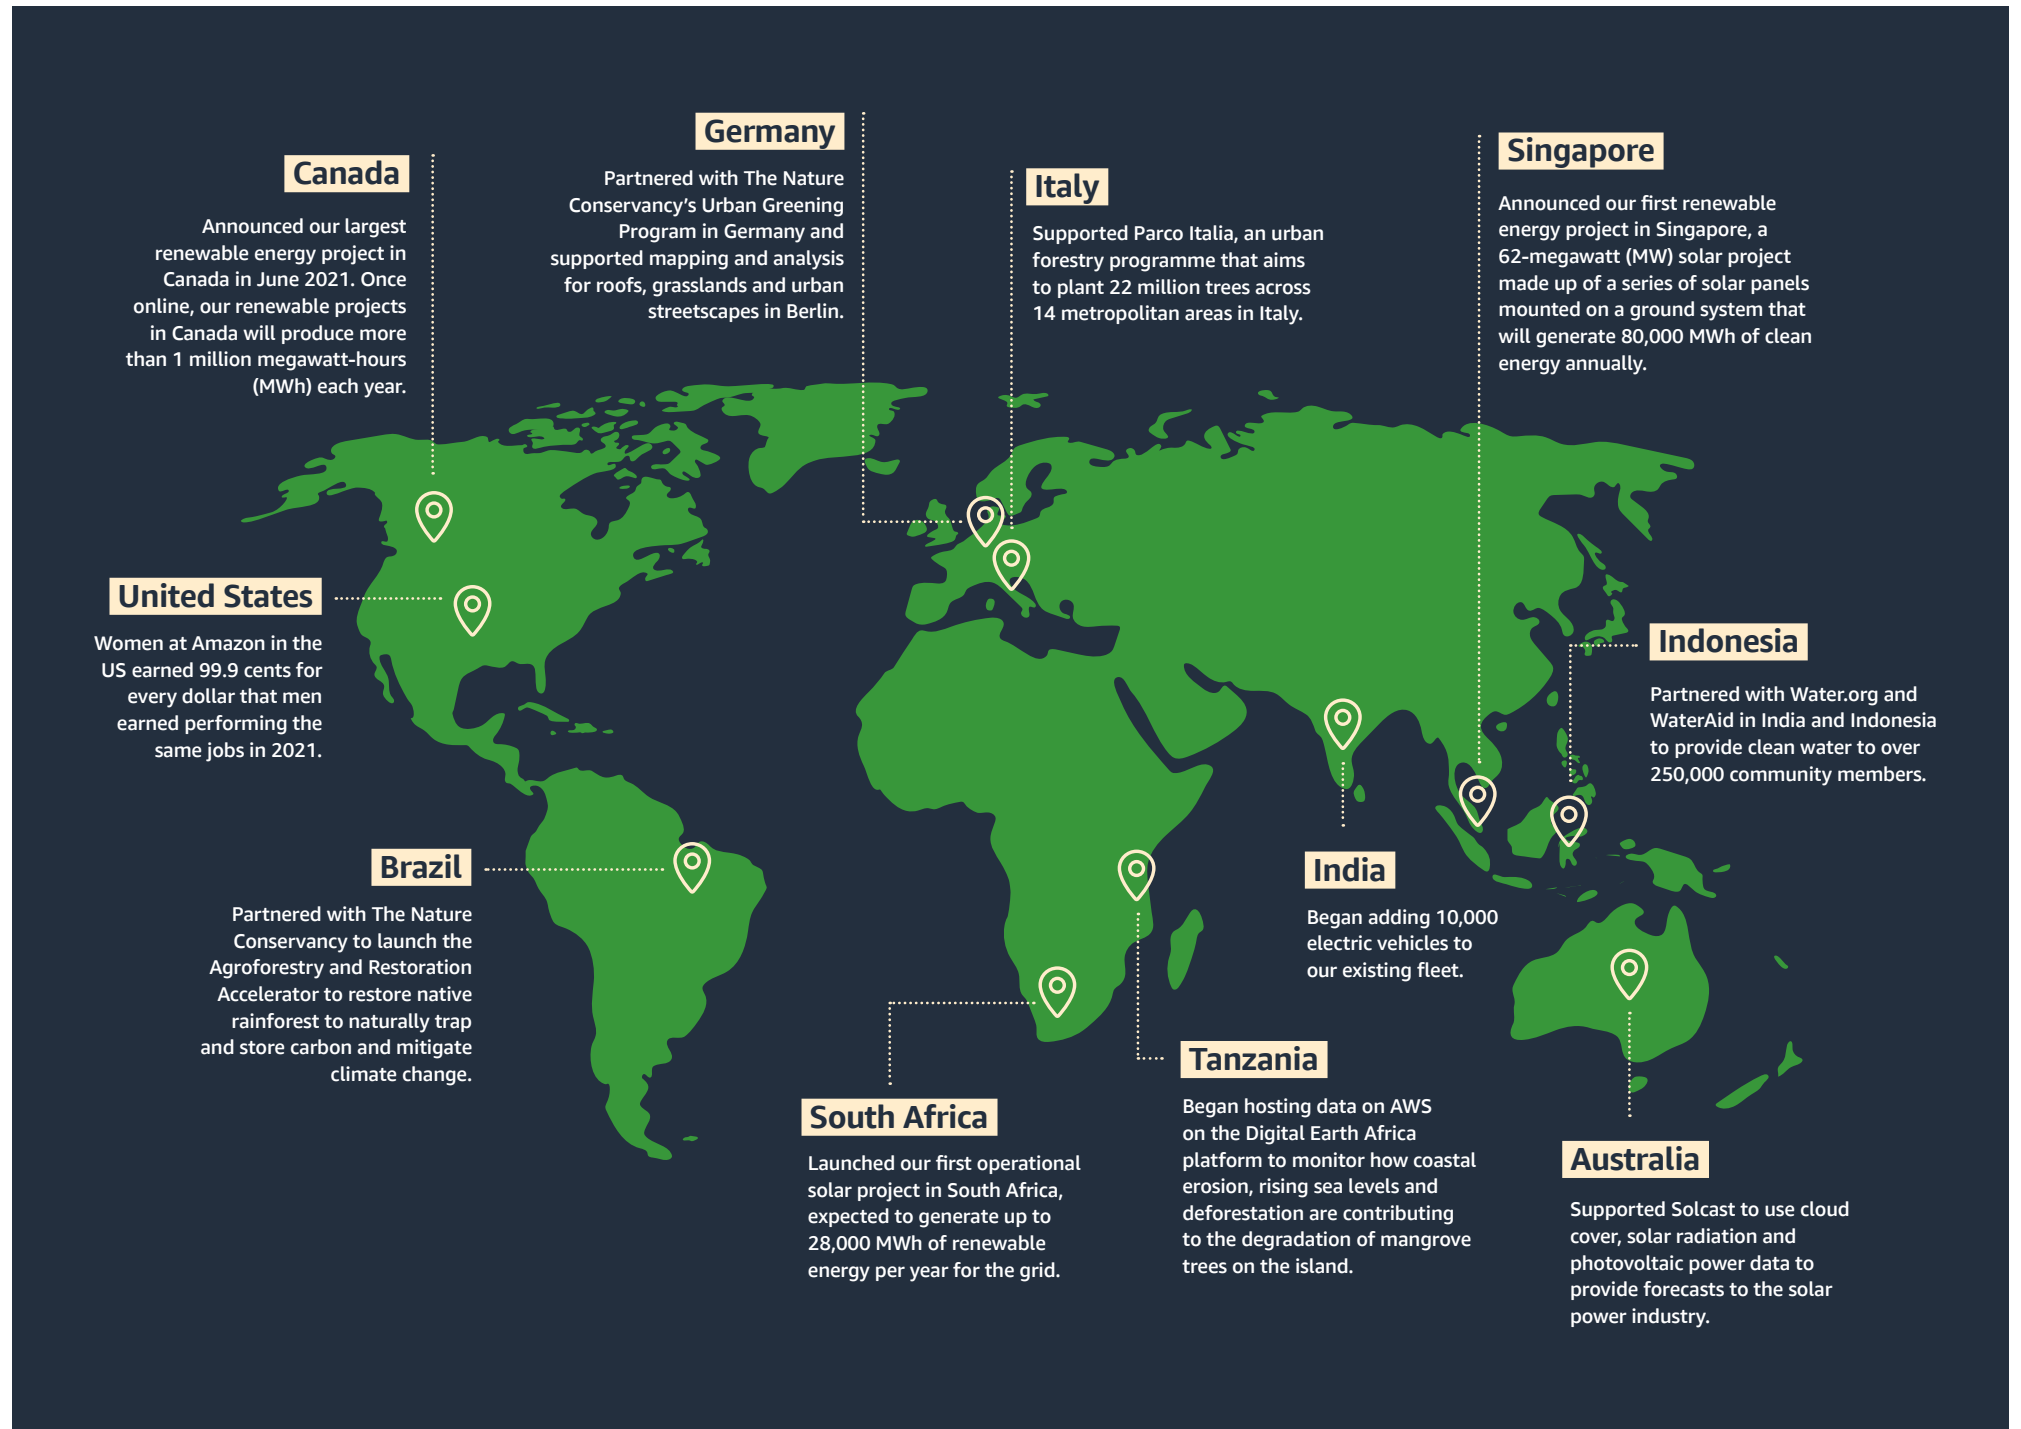 Canada
Announced our largest
renewable energy project in
Canada in June 2021. Once
online, our renewable projects
in Canada will produce more
than 1 million megawatt-hours
(MWh) each year.
Germany
Partnered with The Nature
Conservancy’s Urban Greening
Program in Germany and
supported mapping and analysis
for roofs, grasslands and urban
streetscapes in Berlin.
Italy
Supported Parco Italia, an urban
forestry programme that aims
to plant 22 million trees across
14 metropolitan areas in Italy.
Singapore
Announced our first renewable
energy project in Singapore, a
62-megawatt (MW) solar project
made up of a series of solar panels
mounted on a ground system that
will generate 80,000 MWh of clean
energy annually.
United States
Women at Amazon in the
US earned 99.9 cents for
every dollar that men
earned performing the
same jobs in 2021.
Indonesia
Partnered with Water.org and
WaterAid in India and Indonesia
to provide clean water to over
250,000 community members.
Brazil
Partnered with The Nature
Conservancy to launch the
Agroforestry and Restoration
Accelerator to restore native
rainforest to naturally trap
and store carbon and mitigate
climate change.
India
Began adding 10,000
electric vehicles to
our existing fleet.
South Africa
Launched our first operational
solar project in South Africa,
expected to generate up to
28,000 MWh of renewable
energy per year for the grid.
Tanzania
Began hosting data on AWS
on the Digital Earth Africa
platform to monitor how coastal
erosion, rising sea levels and
deforestation are contributing
to the degradation of mangrove
trees on the island.
Australia
Supported Solcast to use cloud
cover, solar radiation and
photovoltaic power data to
provide forecasts to the solar
power industry.